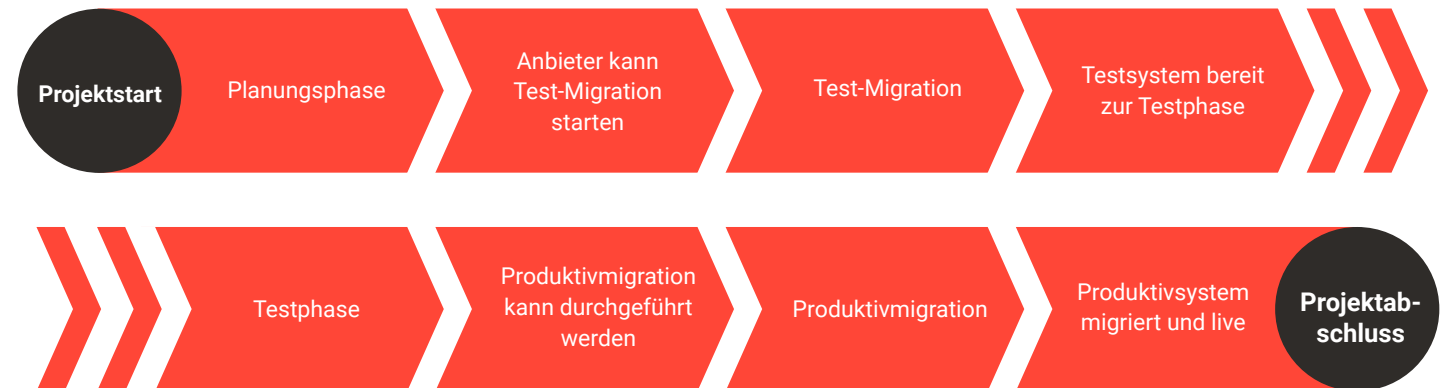 Projektstart
Planungsphase
Anbieter kann
Test-Migration
starten
Test-Migration
Testsystem bereit
zur Testphase
Testphase
Produktivmigration
kann durchgeführt
werden
Produktivmigration
Produktivsystem
migriert und live
Projektab-
schluss